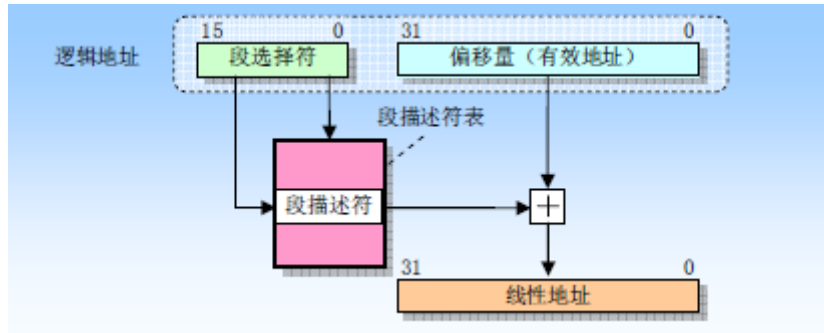 15 0 31 0
逻辑地址 段选择符 偏移量（有效地址）
段描述符表
段描述符
31 0
线性地址